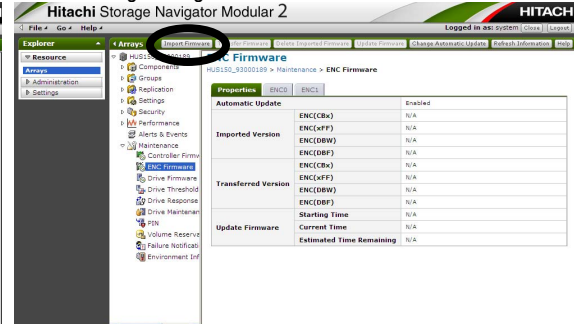 Hitachi Storage Navigator Modular 2
HITACH
File Go Help
Logged in as: system Close Logout
Explorer
Arrays
Import Firmware Transfer Firmware Delete Imported Firmware Update Firmware Change Automatic Update Refresh Information Help
Resource
Arrays
Administration
Settings
HUS150_93000189
Components
Groups
Replication
Settings
Security
Performance
Alerts & Events
Maintenance
Controller Firmw
ENC Firmware
Drive Firmware
Drive Threshold
Drive Response
Drive Maintenan
PIN
Volume Reserva
Failure Notificati
Environment Inf
C Firmware
HUS150_93000189 > Maintenance > ENC Firmware
Properties ENC0 ENC1
Automatic Update Enabled
Imported Version
ENC(CBx) N/A
ENC(xFF) N/A
ENC(DBW) N/A
ENC(DBF) N/A
Transferred Version
ENC(CBx) N/A
ENC(xFF) N/A
ENC(DBW) N/A
ENC(DBF) N/A
Update Firmware
Starting Time N/A
Current Time N/A
Estimated Time Remaining N/A